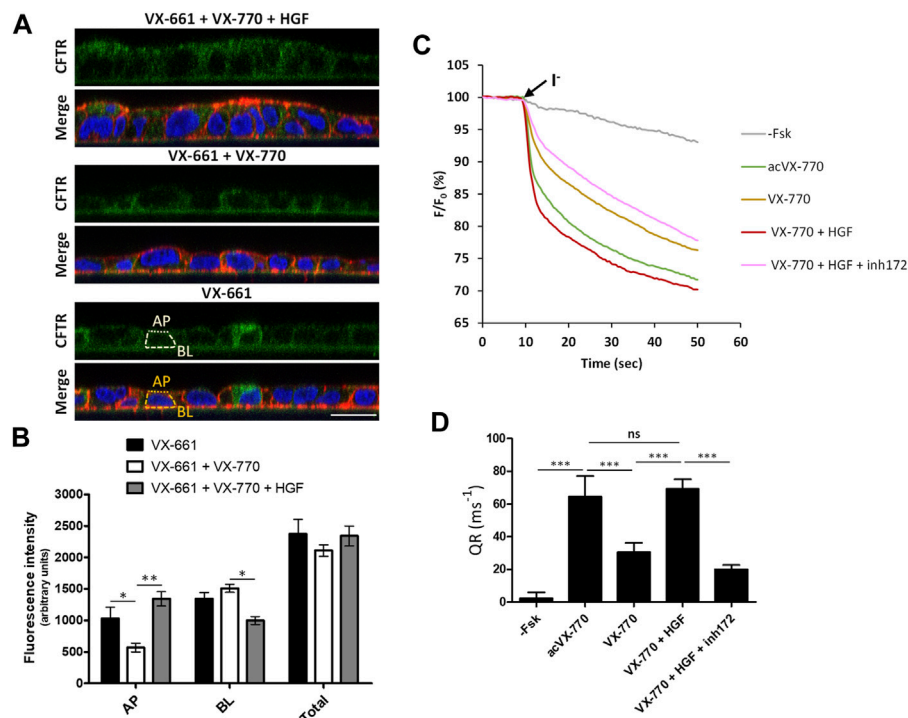 A
VX-661 + VX-770 + HGF
CFTR
Merge
VX-661 + VX-770
CFTR
Merge
VX-661
CFTR
AP
BL
Merge
AP
BL
B
VX-661
VX-661 + VX-770
VX-661 + VX-770 + HGF
Fluorescence intensity
(arbitrary units)
3000
2500
2000
1500
1000
500
0
*
**
*
AP
BL
Total
C
I⁻
F/F₀ (%)
105
100
95
90
85
80
75
70
65
0
10
20
30
40
50
60
Time (sec)
-Fsk
acVX-770
VX-770
VX-770 + HGF
VX-770 + HGF + inh172
D
QR (ms⁻¹)
100
80
60
40
20
0
ns
***
***
***
***
-Fsk
acVX-770
VX-770
VX-770 + HGF
VX-770 + HGF + inh172